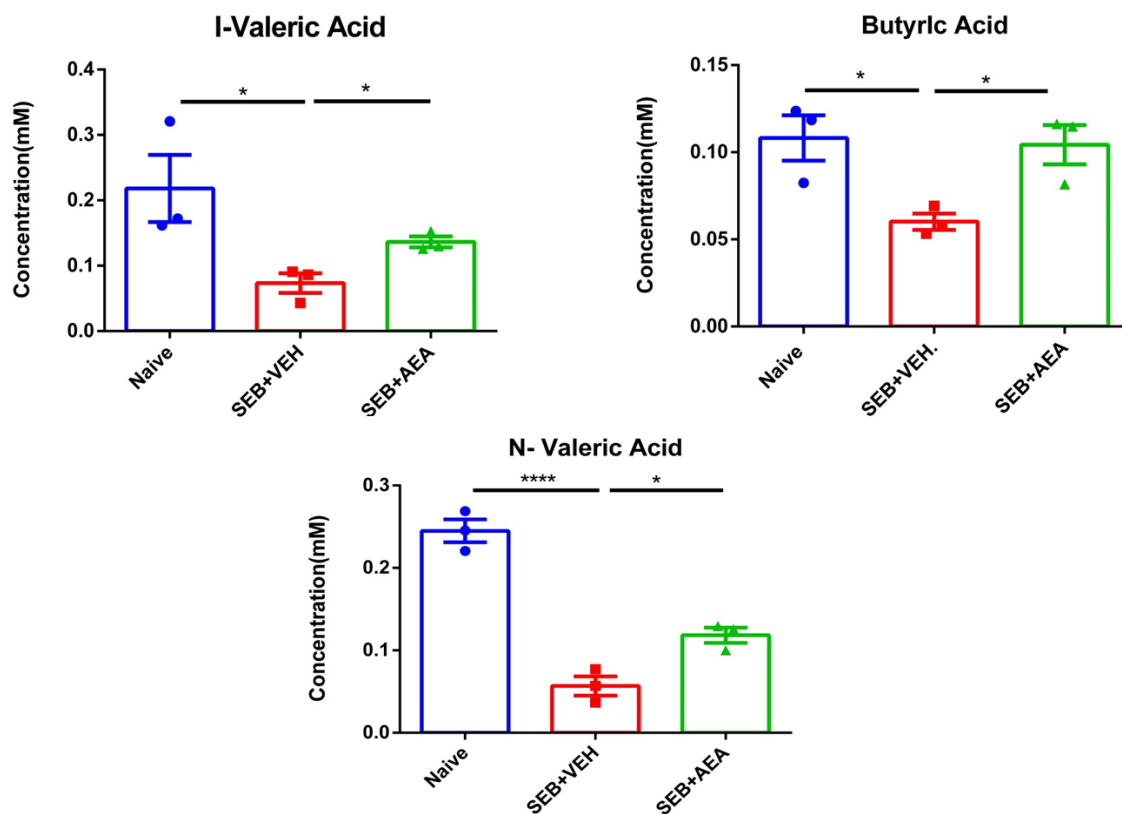 I-Valeric Acid
Concentration(mM)
0.4
0.3
0.2
0.1
0.0
*
*
Naive
SEB+VEH
SEB+AEA
ButyrIc Acid
Concentration(mM)
0.15
0.10
0.05
0.00
*
*
Naive
SEB+VEH.
SEB+AEA
N- Valeric Acid
Concentration(mM)
0.3
0.2
0.1
0.0
****
*
Naive
SEB+VEH
SEB+AEA